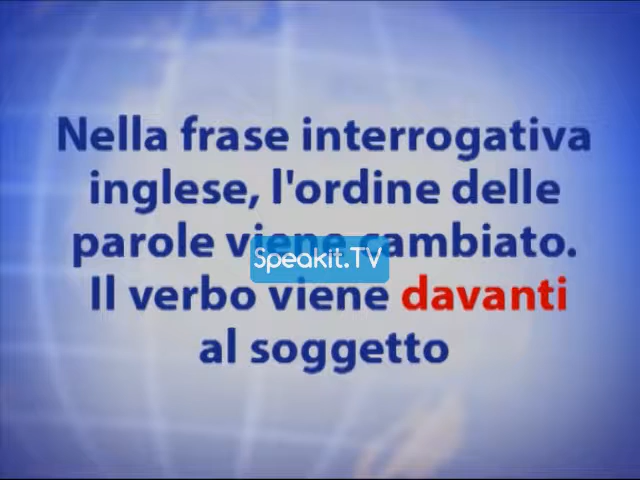 Nella frase interrogativa
inglese, l'ordine delle
parole viene cambiato.
Speakit.TV
Il verbo viene davanti
al soggetto